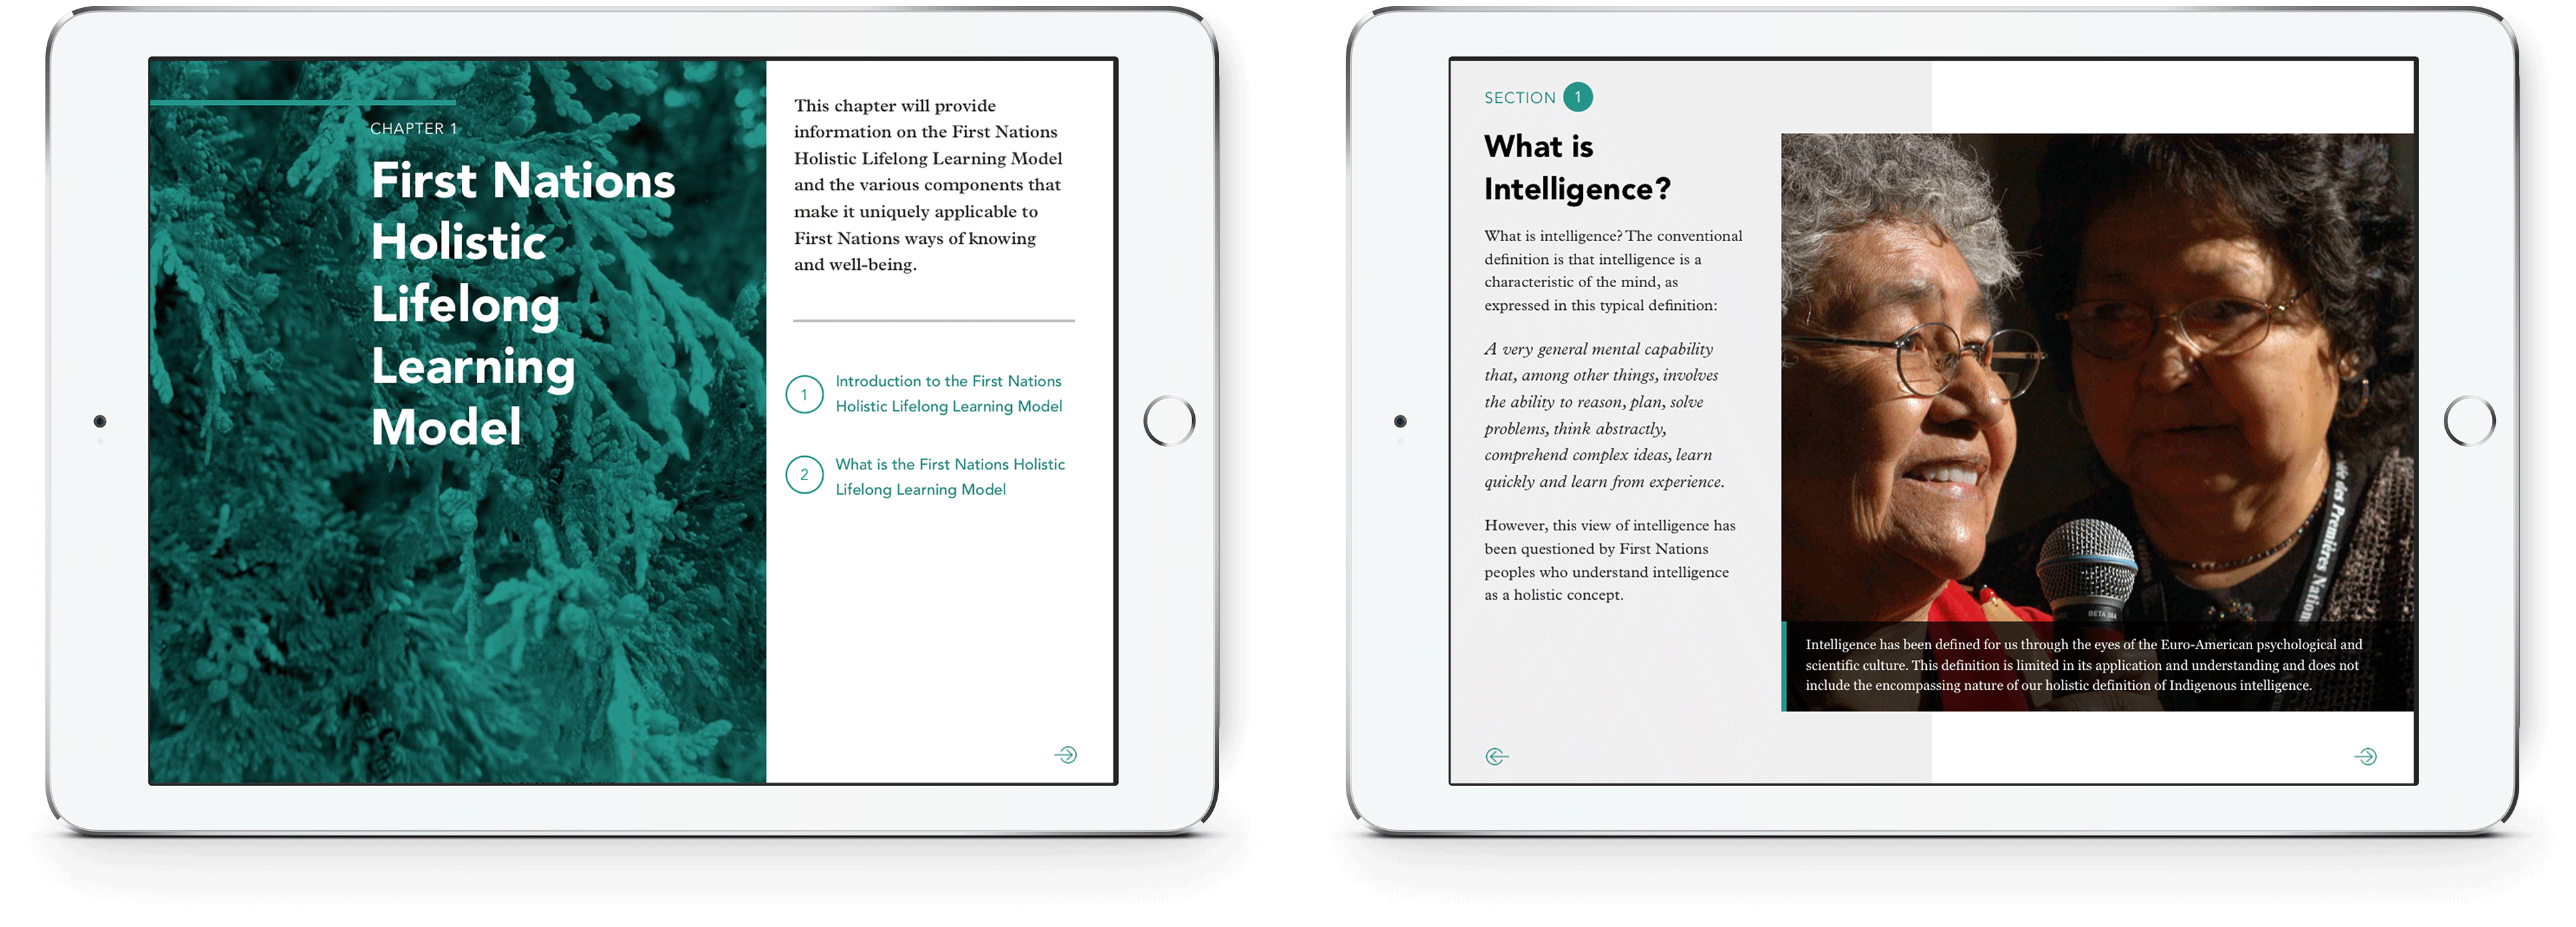 CHAPTER 1
First Nations
Holistic
Lifelong
Learning
Model
This chapter will provide
information on the First Nations
Holistic Lifelong Learning Model
and the various components that
make it uniquely applicable to
First Nations ways of knowing
and well-being.
1
Introduction to the First Nations
Holistic Lifelong Learning Model
2
What is the First Nations Holistic
Lifelong Learning Model
SECTION 1
What is
Intelligence?
What is intelligence? The conventional
definition is that intelligence is a
characteristic of the mind, as
expressed in this typical definition:
A very general mental capability
that, among other things, involves
the ability to reason, plan, solve
problems, think abstractly,
comprehend complex ideas, learn
quickly and learn from experience.
However, this view of intelligence has
been questioned by First Nations
peoples who understand intelligence
as a holistic concept.
des Premières Nations
BETA 58A
Intelligence has been defined for us through the eyes of the Euro-American psychological and
scientific culture. This definition is limited in its application and understanding and does not
include the encompassing nature of our holistic definition of Indigenous intelligence.